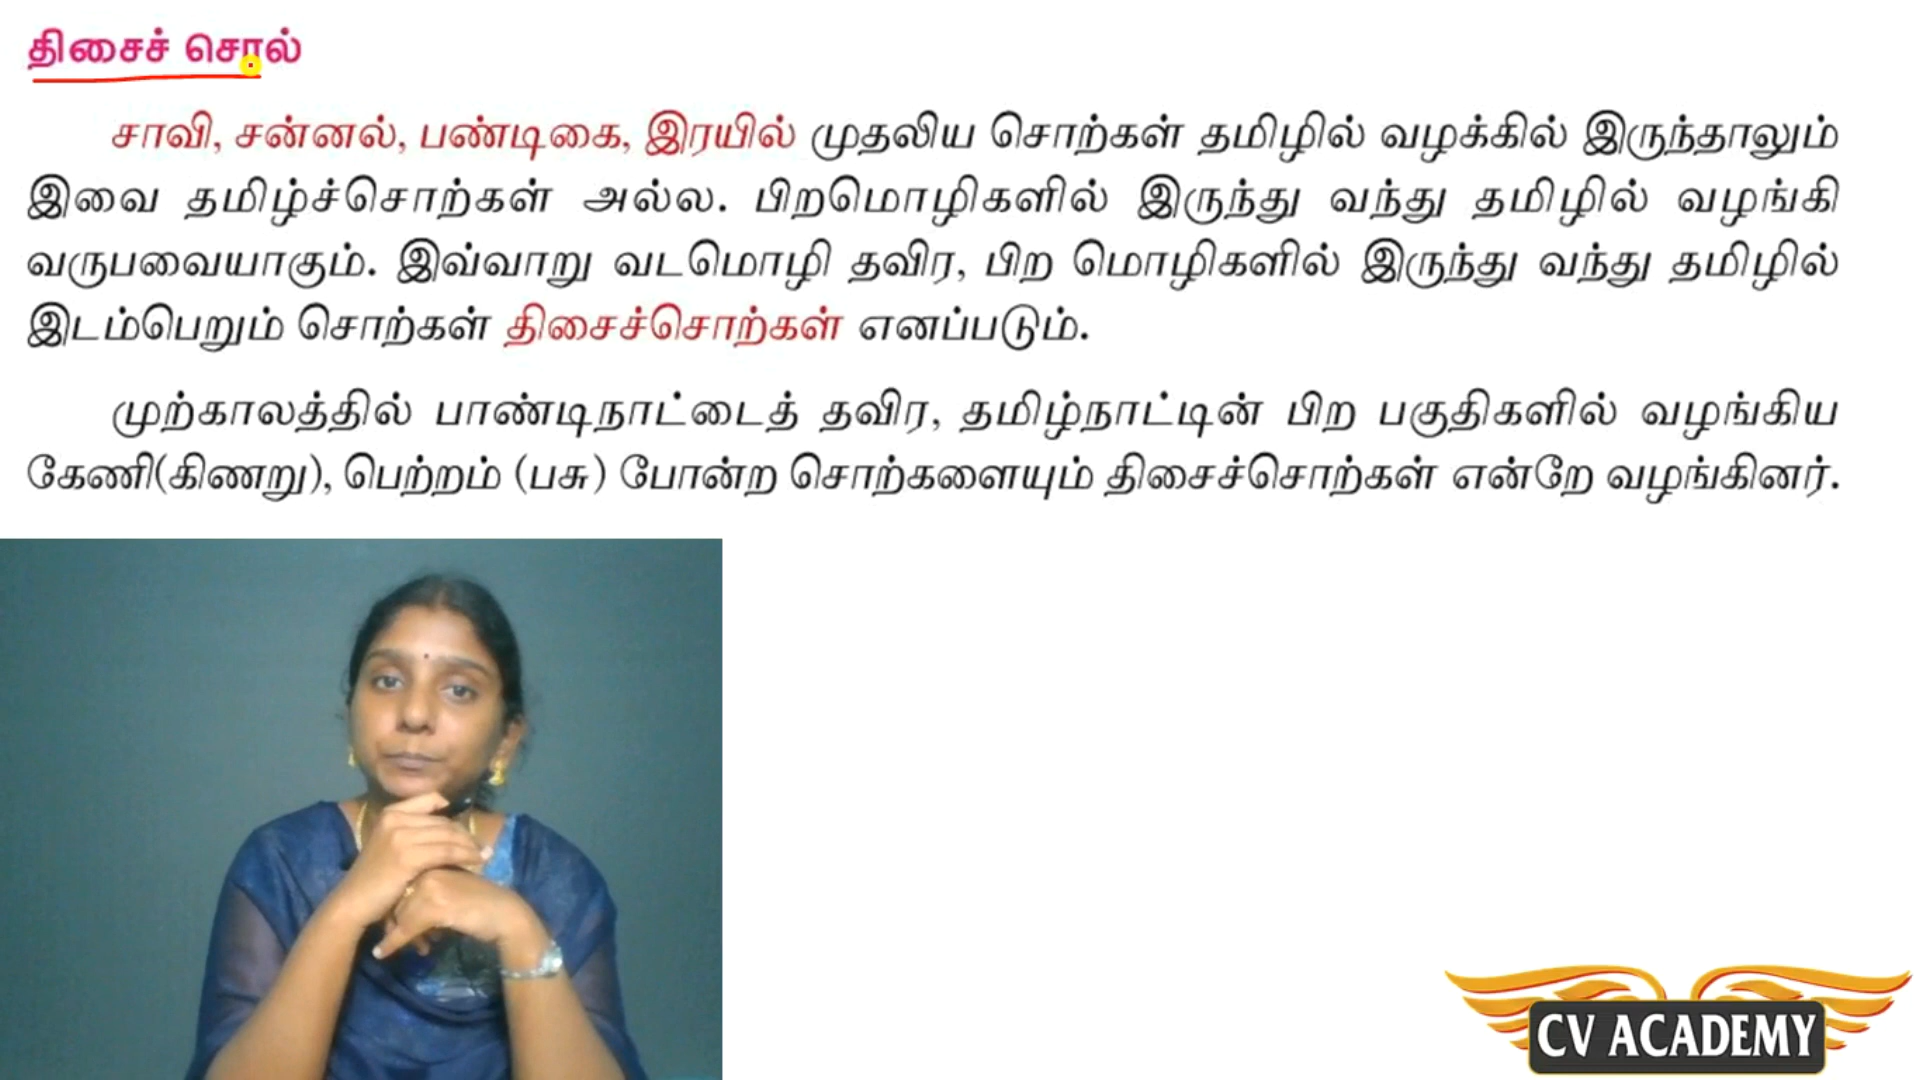 திசைச் சொல்
சாவி, சன்னல், பண்டிகை, இரயில் முதலிய சொற்கள் தமிழில் வழக்கில் இருந்தாலும்
இவை தமிழ்ச்சொற்கள் அல்ல. பிறமொழிகளில் இருந்து வந்து தமிழில் வழங்கி
வருபவையாகும். இவ்வாறு வடமொழி தவிர, பிற மொழிகளில் இருந்து வந்து தமிழில்
இடம்பெறும் சொற்கள் திசைச்சொற்கள் எனப்படும்.
முற்காலத்தில் பாண்டிநாட்டைத் தவிர, தமிழ்நாட்டின் பிற பகுதிகளில் வழங்கிய
கேணி(கிணறு), பெற்றம் (பசு) போன்ற சொற்களையும் திசைச்சொற்கள் என்றே வழங்கினர்.
CV ACADEMY